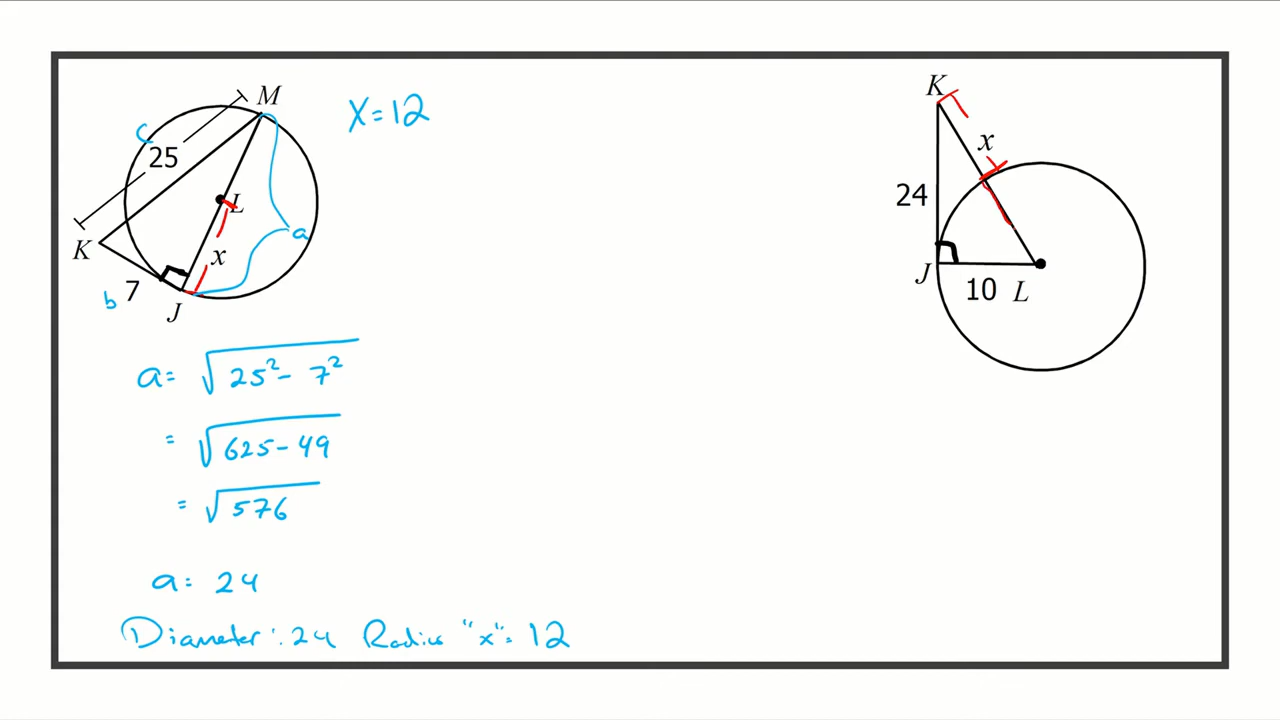 M
X=12
c
25
L
a
K
x
b 7
J
a= √25²- 7²
= √625-49
= √576
a= 24
Diameter: 24 Radius "x"= 12
K
x
24
J
10 L